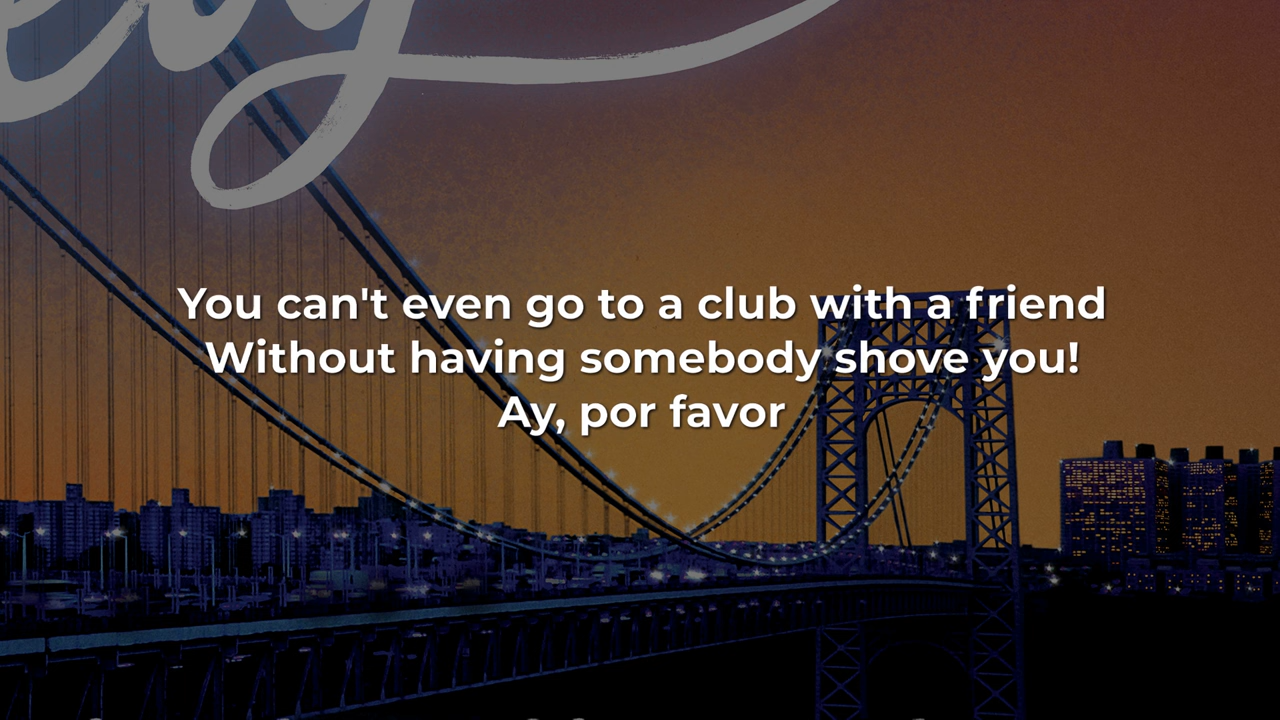 You can't even go to a club with a friend
Without having somebody shove you!
Ay, por favor